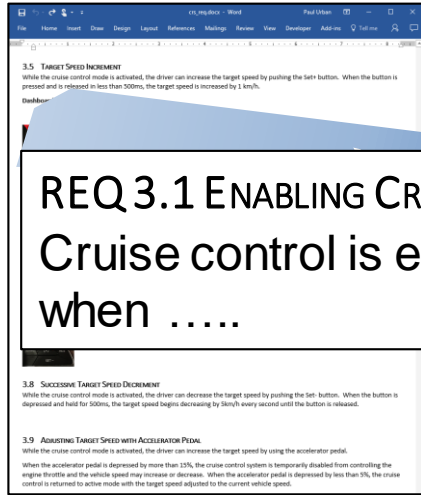 crs_req.docx - Word
Paul Urban
File Home Insert Draw Design Layout References Mailings Review View Developer Add-ins Tell me
3.5 TARGET SPEED INCREMENT
While the cruise control mode is activated, the driver can increase the target speed by pushing the Set+ button. When the button is
pressed and is released in less than 500ms, the target speed is increased by 1 km/h.
Dashbo
REQ 3.1 ENABLING CR
Cruise control is e
when .....
3.8 SUCCESSIVE TARGET SPEED DECREMENT
While the cruise control mode is activated, the driver can decrease the target speed by pushing the Set- button. When the button is
depressed and held for 500ms, the target speed begins decreasing by 5km/h every second until the button is released.
3.9 ADJUSTING TARGET SPEED WITH ACCELERATOR PEDAL
While the cruise control mode is activated, the driver can increase the target speed by using the accelerator pedal.
When the accelerator pedal is depressed by more than 15%, the cruise control system is temporarily disabled from controlling the
engine throttle and the vehicle speed may increase or decrease. When the accelerator pedal is depressed by less than 5%, the cruise
control is returned to active mode with the target speed adjusted to the current vehicle speed.